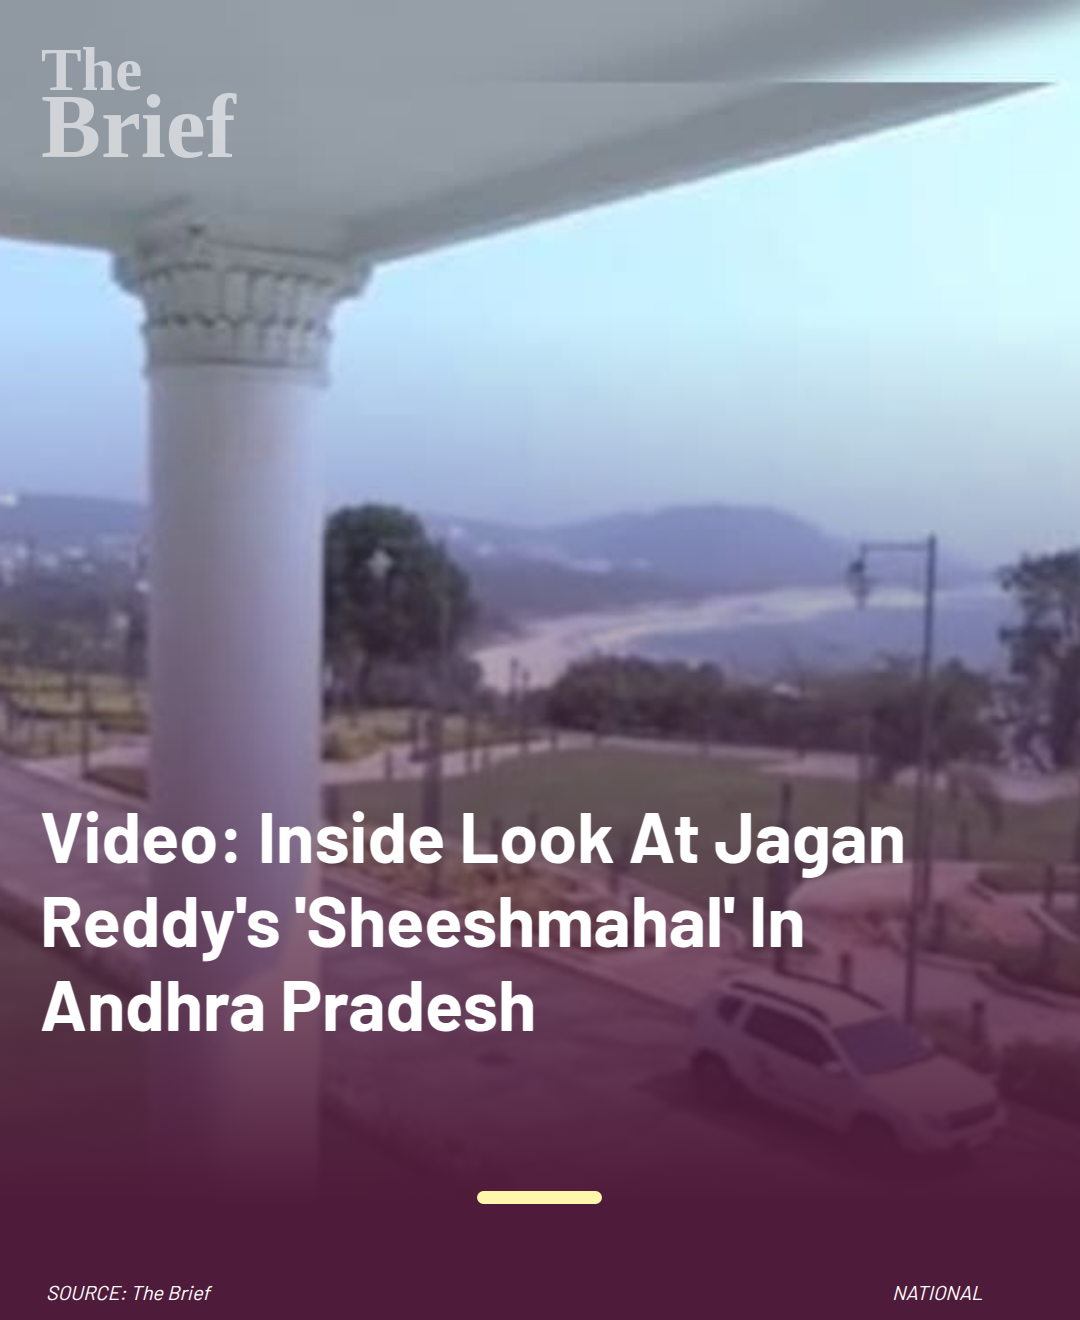 The
Brief
Video: Inside Look At Jagan
Reddy's 'Sheeshmahal' In
Andhra Pradesh
SOURCE: The Brief
NATIONAL